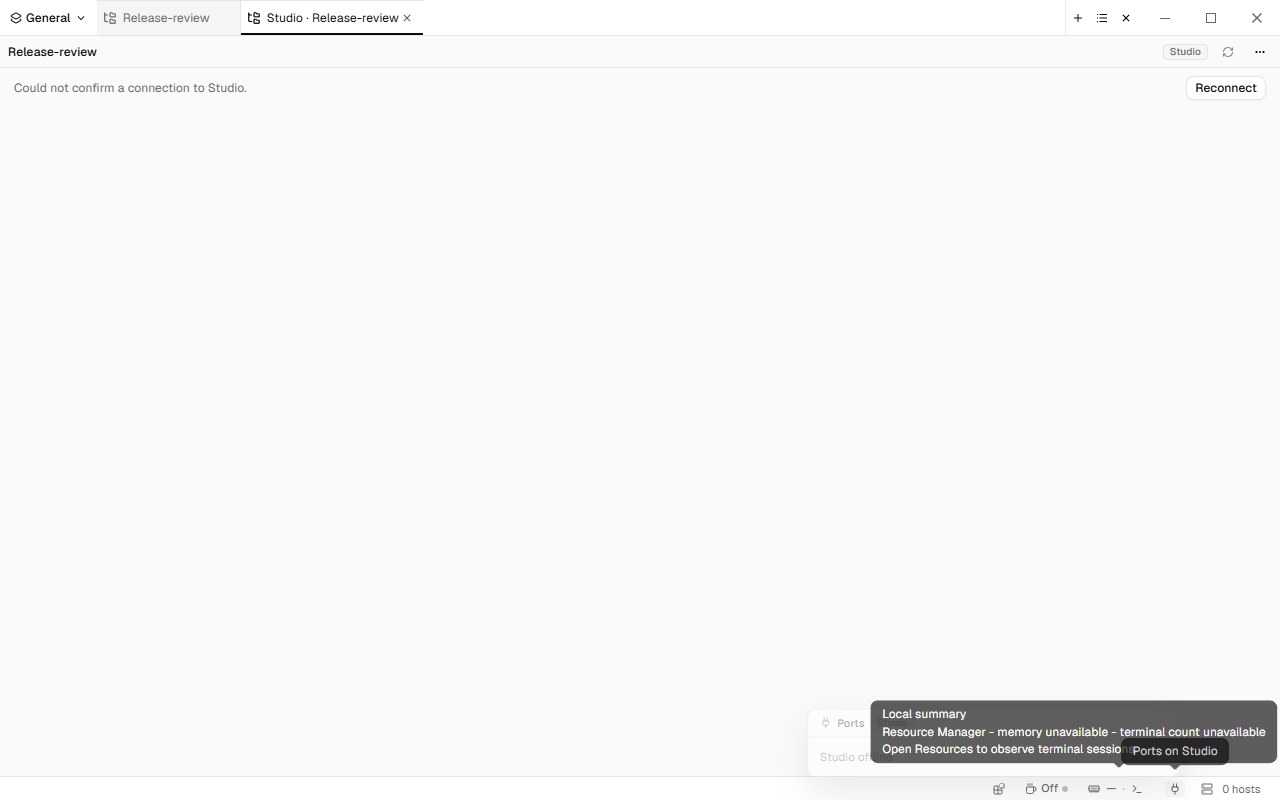 General
Release-review
Studio · Release-review
Release-review
Studio
Could not confirm a connection to Studio.
Reconnect
Ports
Local summary
Resource Manager - memory unavailable - terminal count unavailable
Open Resources to observe terminal sessions
Ports on Studio
Studio
Off
0 hosts